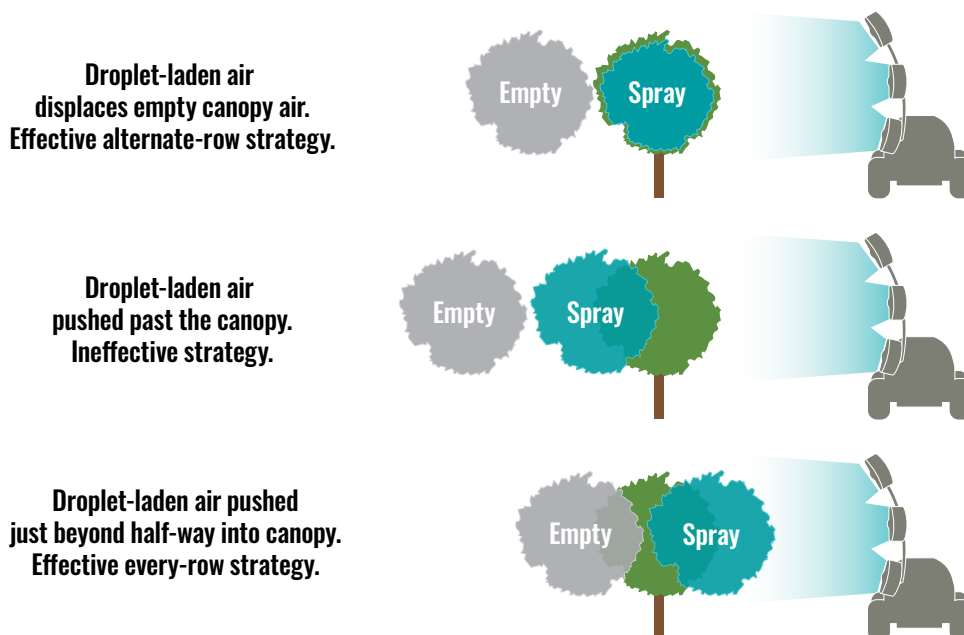 Droplet-laden air
displaces empty canopy air.
Effective alternate-row strategy.
Empty
Spray
Droplet-laden air
pushed past the canopy.
Ineffective strategy.
Empty
Spray
Droplet-laden air pushed
just beyond half-way into canopy.
Effective every-row strategy.
Empty
Spray